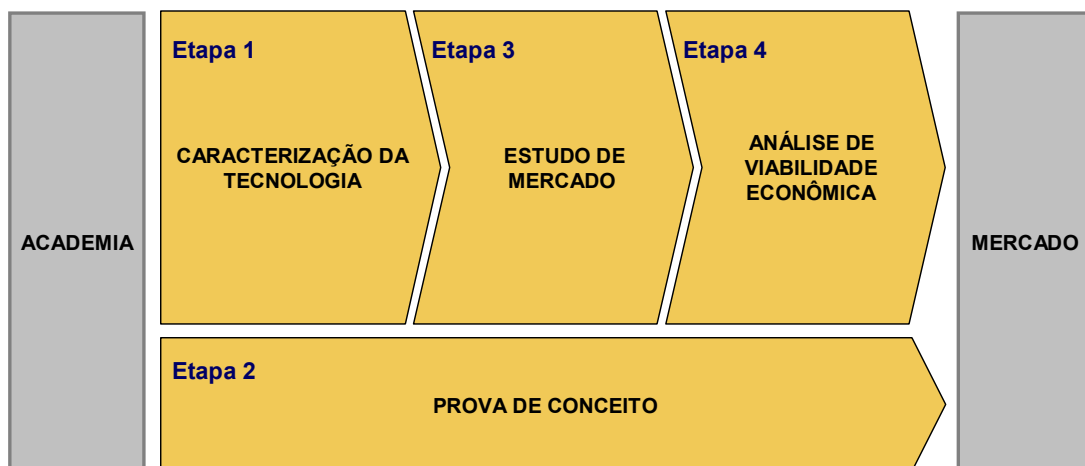 ACADEMIA
Etapa 1
CARACTERIZAÇÃO DA
TECNOLOGIA
Etapa 3
ESTUDO DE
MERCADO
Etapa 4
ANÁLISE DE
VIABILIDADE
ECONÔMICA
Etapa 2
PROVA DE CONCEITO
MERCADO